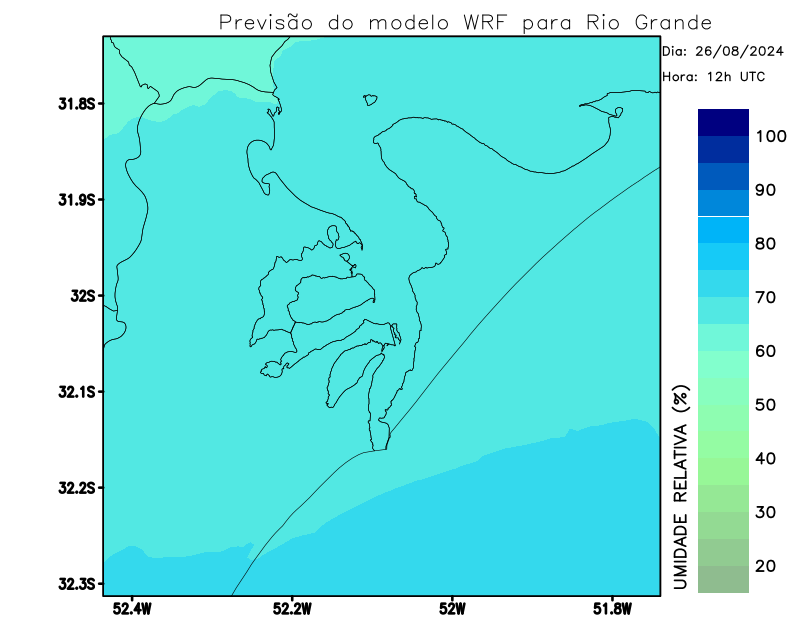 Previsão do modelo WRF para Rio Grande
Dia: 26/08/2024
Hora: 12h UTC
31.8S
31.9S
32S
32.1S
32.2S
32.3S
52.4W
52.2W
52W
51.8W
UMIDADE RELATIVA (%)
100
90
80
70
60
50
40
30
20